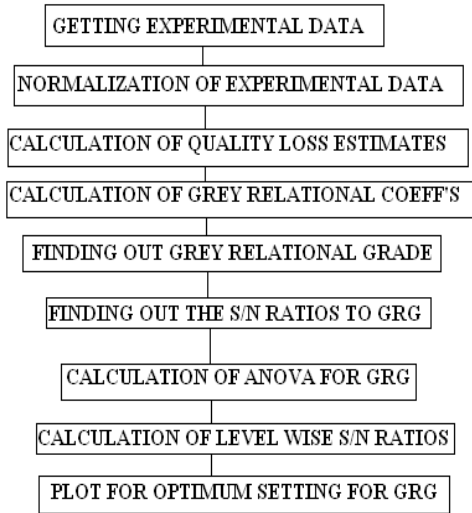 GETTING EXPERIMENTAL DATA
NORMALIZATION OF EXPERIMENTAL DATA
CALCULATION OF QUALITY LOSS ESTIMATES
CALCULATION OF GREY RELATIONAL COEFF'S
FINDING OUT GREY RELATIONAL GRADE
FINDING OUT THE S/N RATIOS TO GRG
CALCULATION OF ANOVA FOR GRG
CALCULATION OF LEVEL WISE S/N RATIOS
PLOT FOR OPTIMUM SETTING FOR GRG